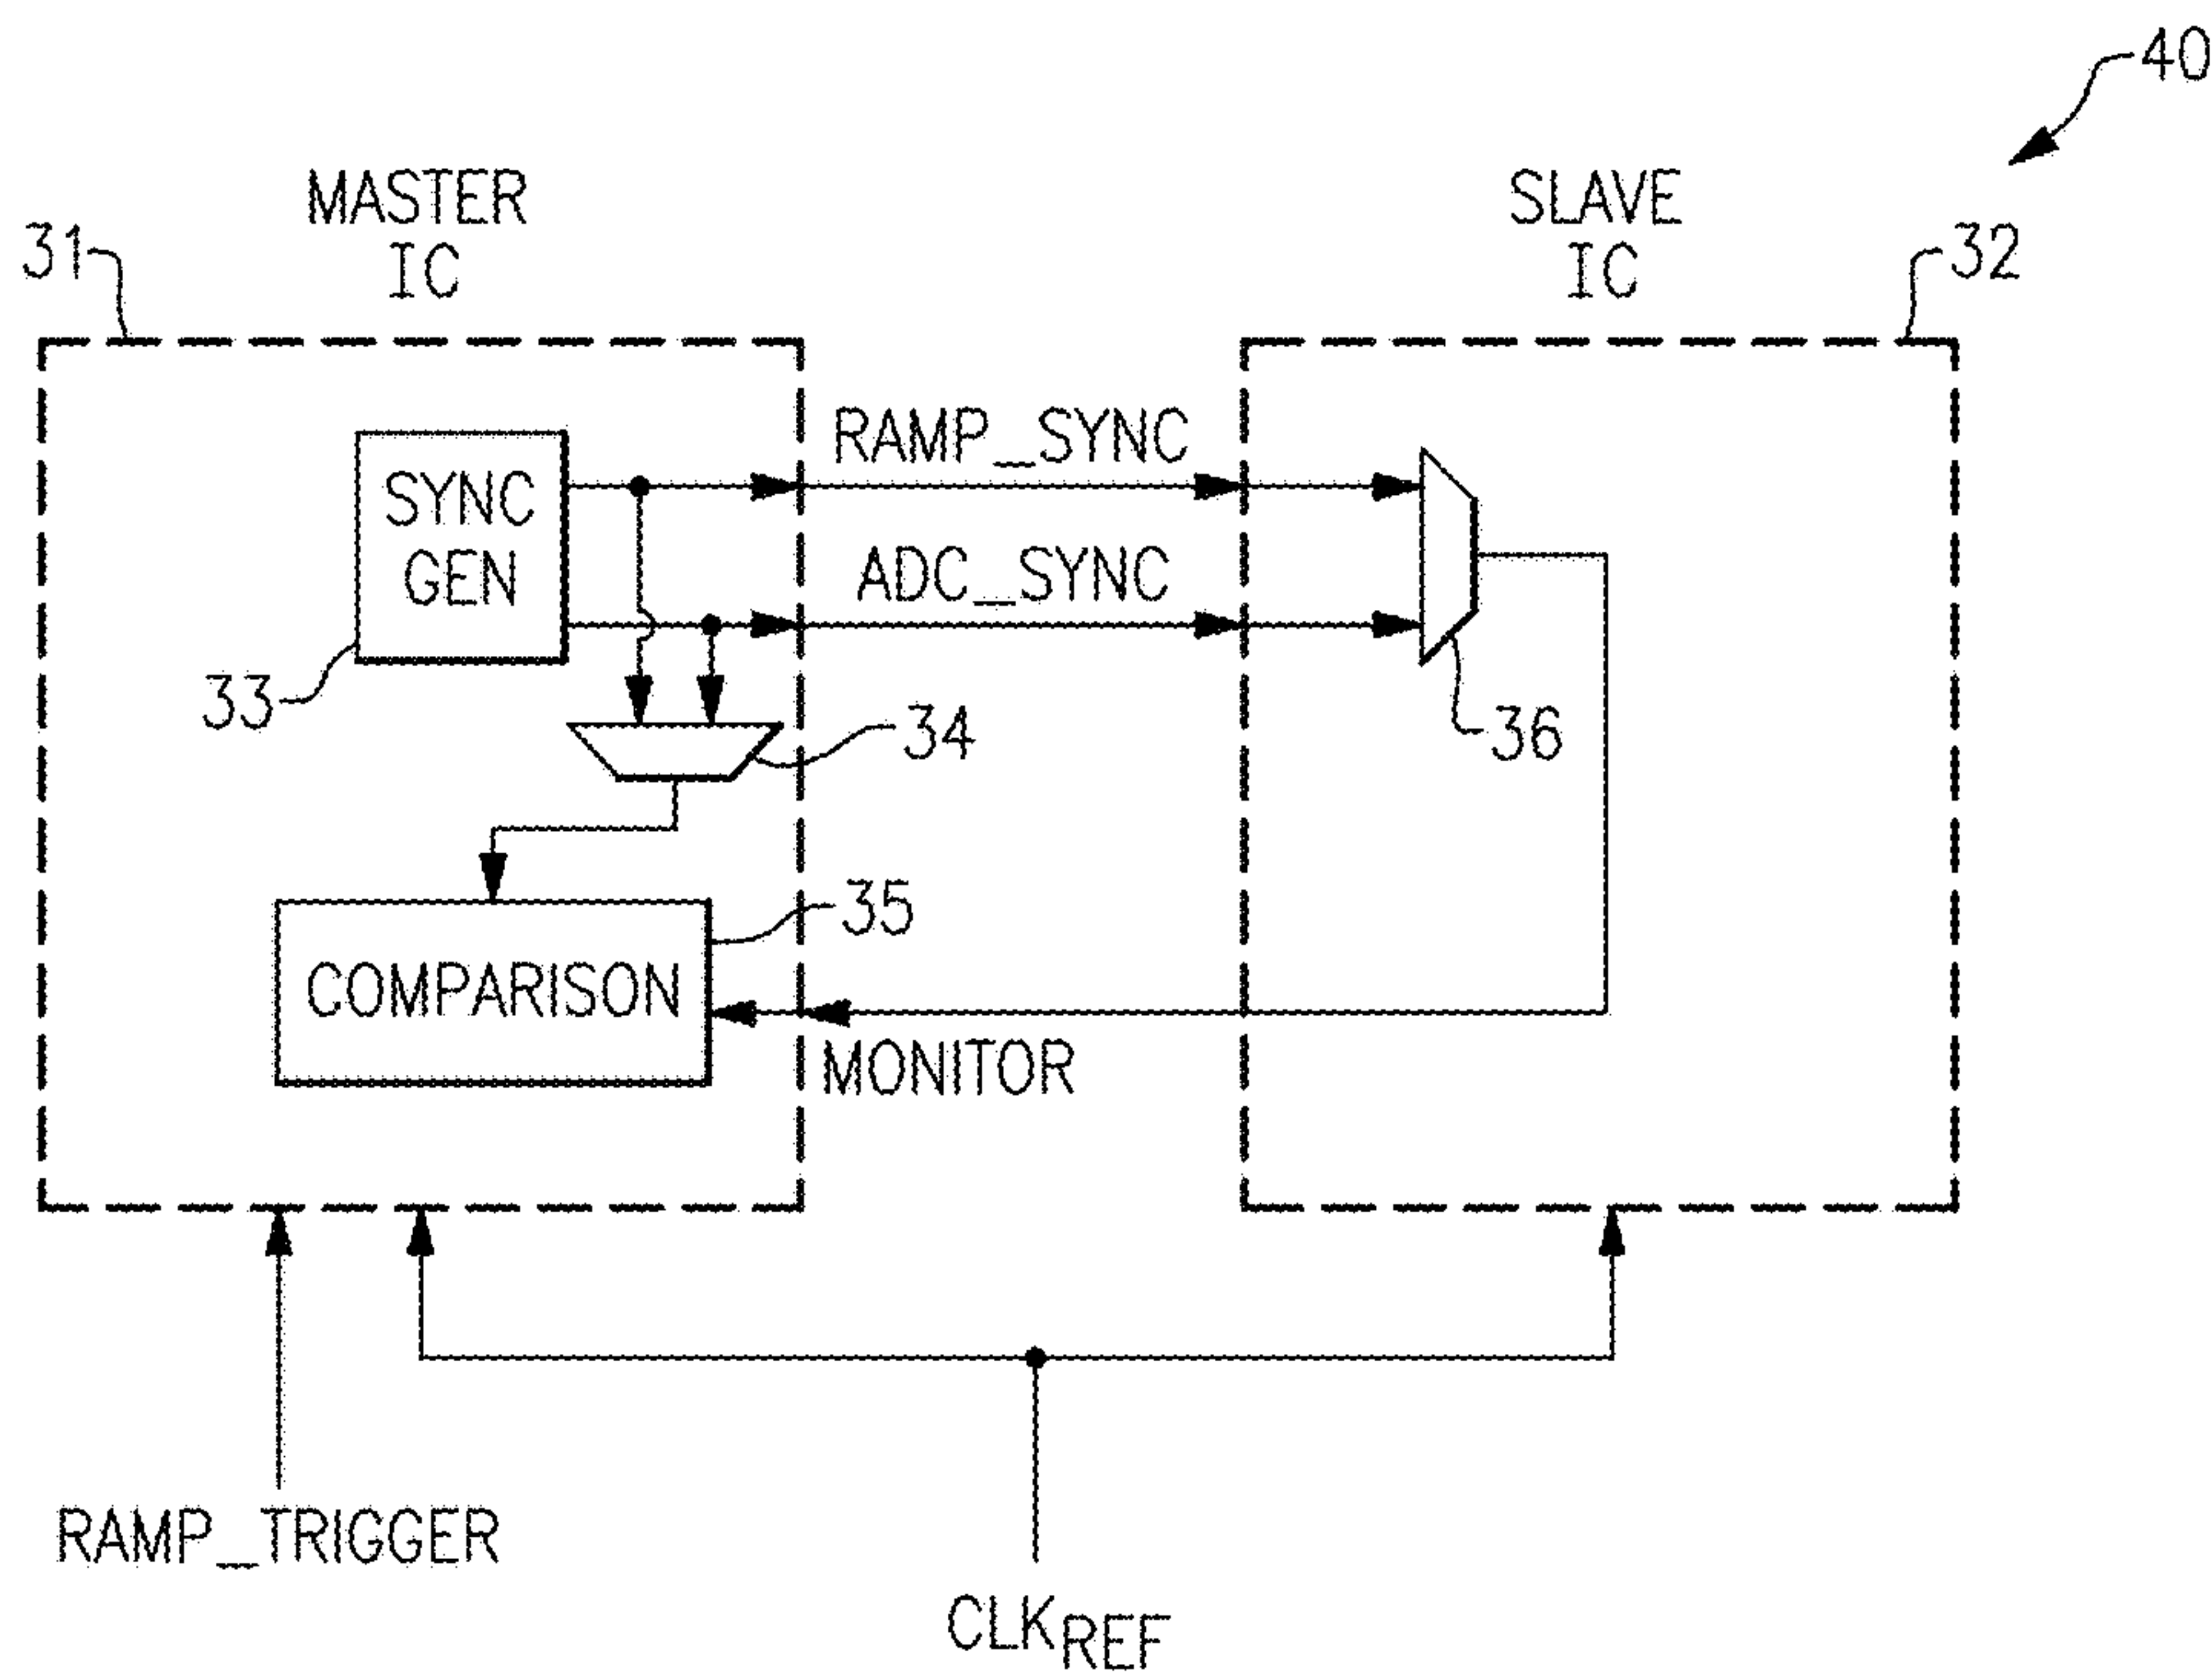 40
MASTER
IC
SLAVE
IC
31
32
RAMP_SYNC
SYNC
GEN
ADC_SYNC
33
34
36
35
COMPARISON
MONITOR
RAMP_TRIGGER
CLKREF